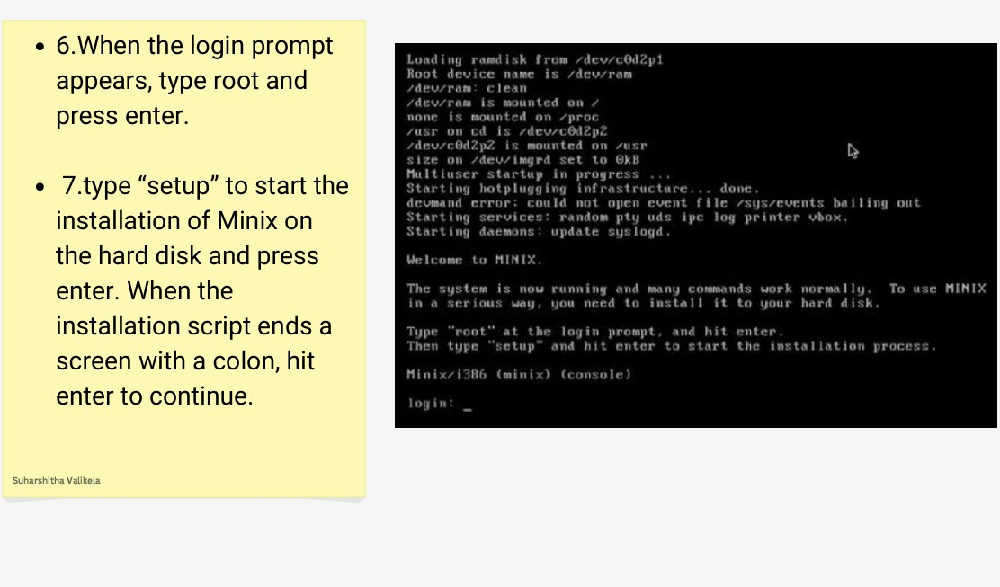 6.When the login prompt
appears, type root and
press enter.
7.type “setup” to start the
installation of Minix on
the hard disk and press
enter. When the
installation script ends a
screen with a colon, hit
enter to continue.
Suharshitha Valikela
Loading ramdisk from /dev/c0d2p1
Root device name is /dev/ram
/dev/ram: clean
/dev/ram is mounted on /
none is mounted on /proc
/usr on cd is /dev/c0d2p2
/dev/c0d2p2 is mounted on /usr
size on /dev/imgrd set to 0kB
Multiuser startup in progress ...
Starting hotplugging infrastructure... done.
devmand error: could not open event file /sys/events bailing out
Starting services: random pty uds ipc log printer vbox.
Starting daemons: update syslogd.
Welcome to MINIX.
The system is now running and many commands work normally.  To use MINIX
in a serious way, you need to install it to your hard disk.
Type "root" at the login prompt, and hit enter.
Then type "setup" and hit enter to start the installation process.
Minix/i386 (minix) (console)
login: _